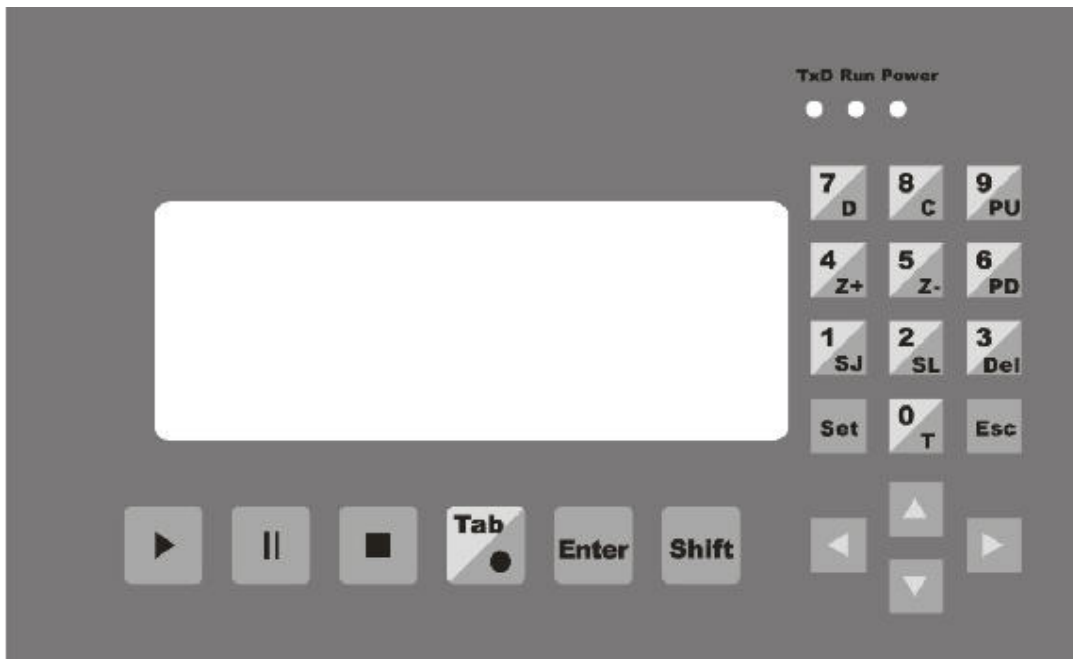 TxD Run Power
7 D
8 C
9 PU
4 Z+
5 Z-
6 PD
1 SJ
2 SL
3 Del
Set
0 T
Esc
Tab
Enter
Shift